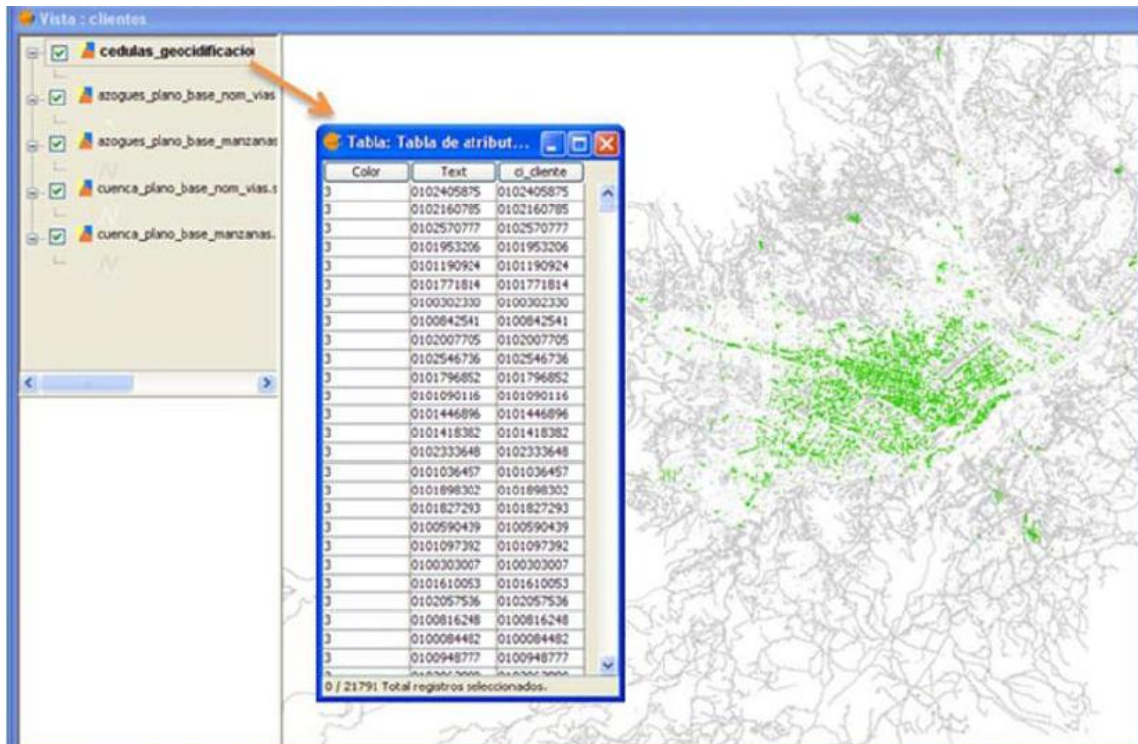 Vista : clientes
cedulas_geocidificacio
azogues_plano_base_nom_vias
azogues_plano_base_manzanas
cuenca_plano_base_nom_vias.s
cuenca_plano_base_manzanas.
Tabla: Tabla de atribut...
Color Text ci_cliente
3 0102405875 0102405875
3 0102160785 0102160785
3 0102570777 0102570777
3 0101953206 0101953206
3 0101190924 0101190924
3 0101771814 0101771814
3 0100302330 0100302330
3 0100842541 0100842541
3 0102007705 0102007705
3 0102546736 0102546736
3 0101796852 0101796852
3 0101090116 0101090116
3 0101446896 0101446896
3 0101418382 0101418382
3 0102333648 0102333648
3 0101036457 0101036457
3 0101898302 0101898302
3 0101827293 0101827293
3 0100590439 0100590439
3 0101097392 0101097392
3 0100303007 0100303007
3 0101610053 0101610053
3 0102057536 0102057536
3 0100816248 0100816248
3 0100084482 0100084482
3 0100948777 0100948777
0 / 21791 Total registros seleccionados.